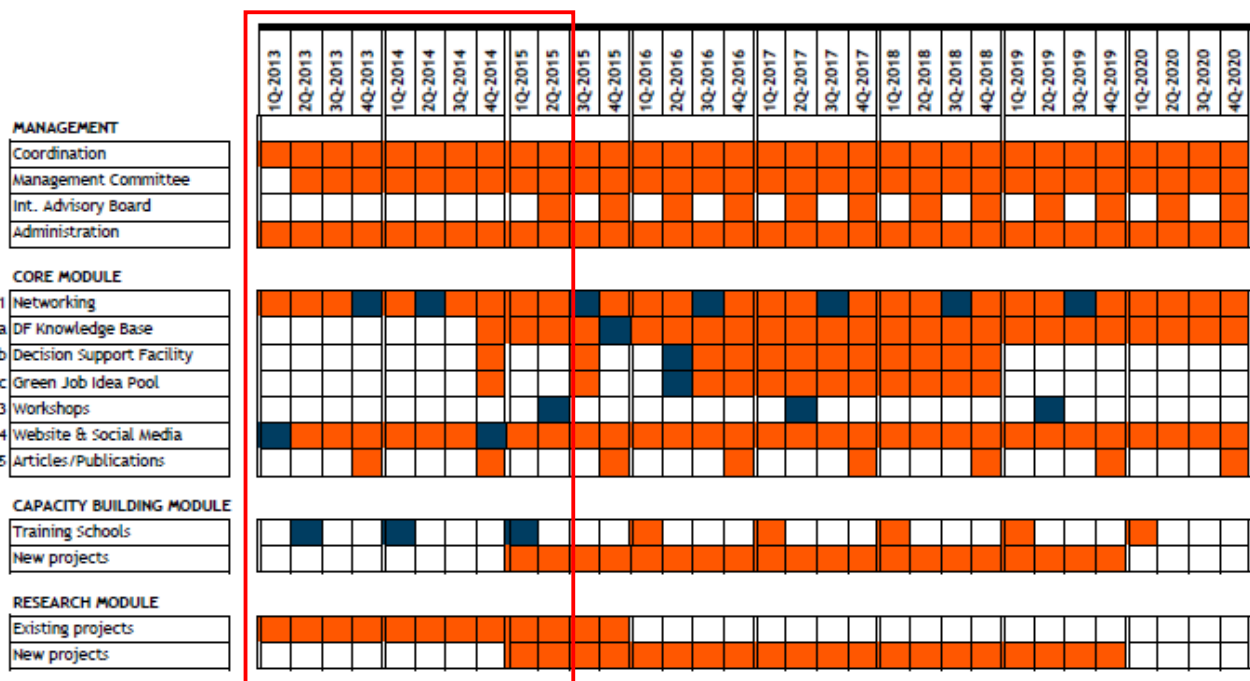 1Q-2013 2Q-2013 3Q-2013 4Q-2013 1Q-2014 2Q-2014 3Q-2014 4Q-2014 1Q-2015 2Q-2015 3Q-2015 4Q-2015 1Q-2016 2Q-2016 3Q-2016 4Q-2016 1Q-2017 2Q-2017 3Q-2017 4Q-2017 1Q-2018 2Q-2018 3Q-2018 4Q-2018 1Q-2019 2Q-2019 3Q-2019 4Q-2019 1Q-2020 2Q-2020 3Q-2020 4Q-2020
MANAGEMENT
Coordination
Management Committee
Int. Advisory Board
Administration
CORE MODULE
1 Networking
a DF Knowledge Base
b Decision Support Facility
c Green Job Idea Pool
3 Workshops
4 Website & Social Media
5 Articles/Publications
CAPACITY BUILDING MODULE
Training Schools
New projects
RESEARCH MODULE
Existing projects
New projects